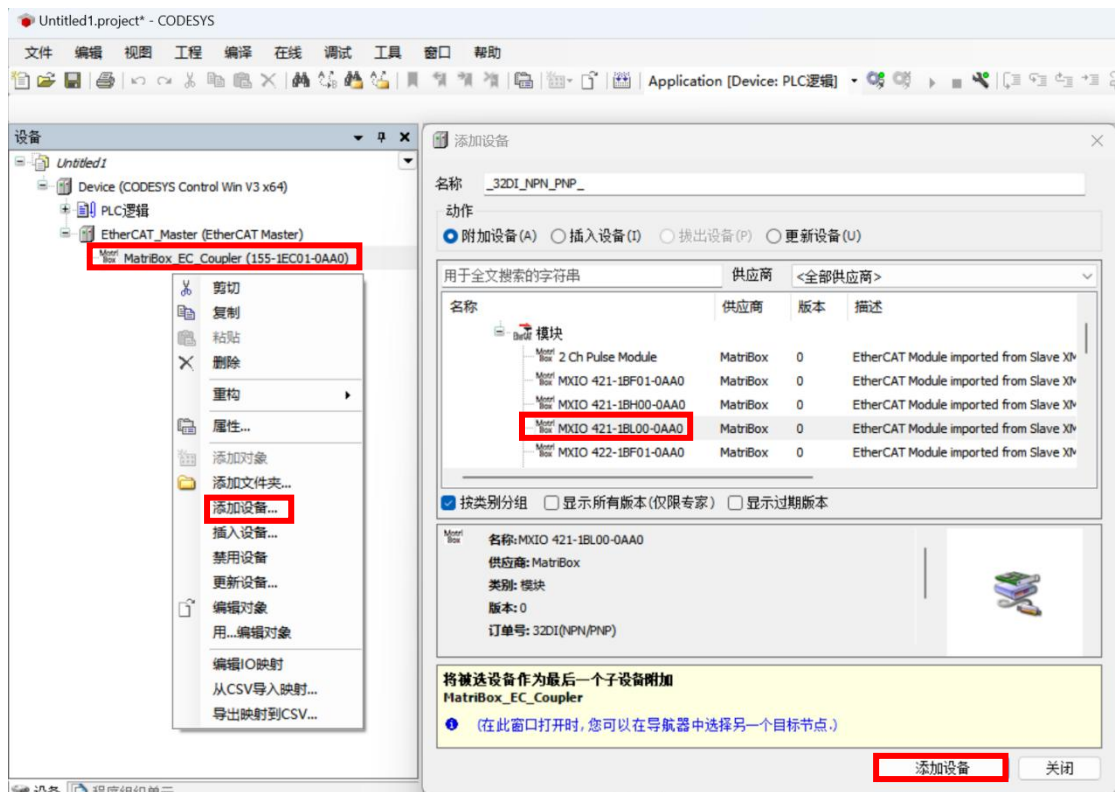 Untitled1.project* - CODESYS
文件 编辑 视图 工程 编译 在线 调试 工具 窗口 帮助
Application [Device: PLC逻辑]
设备
Untitled1
Device (CODESYS Control Win V3 x64)
PLC逻辑
EtherCAT_Master (EtherCAT Master)
MatriBox_EC_Coupler (155-1EC01-0AA0)
剪切
复制
粘贴
删除
重构
属性...
添加对象
添加文件夹...
添加设备...
插入设备...
禁用设备
更新设备...
编辑对象
用...编辑对象
编辑IO映射
从CSV导入映射...
导出映射到CSV...
设备 程序组织单元
添加设备
名称 _32DI_NPN_PNP_
动作
附加设备(A) 插入设备(I) 拔出设备(P) 更新设备(U)
用于全文搜索的字符串 供应商 <全部供应商>
名称 供应商 版本 描述
模块
2 Ch Pulse Module MatriBox 0 EtherCAT Module imported from Slave XM
MXIO 421-1BF01-0AA0 MatriBox 0 EtherCAT Module imported from Slave XM
MXIO 421-1BH00-0AA0 MatriBox 0 EtherCAT Module imported from Slave XM
MXIO 421-1BL00-0AA0 MatriBox 0 EtherCAT Module imported from Slave XM
MXIO 422-1BF01-0AA0 MatriBox 0 EtherCAT Module imported from Slave XM
按类别分组 显示所有版本(仅限专家) 显示过期版本
Matri Box
名称:MXIO 421-1BL00-0AA0
供应商: MatriBox
类别: 模块
版本: 0
订单号: 32DI(NPN/PNP)
将被选设备作为最后一个子设备附加
MatriBox_EC_Coupler
(在此窗口打开时, 您可以在导航器中选择另一个目标节点.)
添加设备 关闭